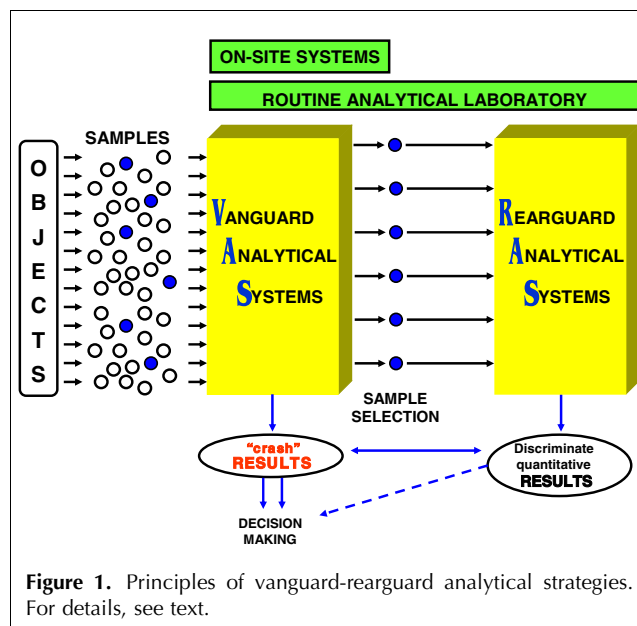 ON-SITE SYSTEMS
ROUTINE ANALYTICAL LABORATORY
SAMPLES
OBJECTS
VANGUARD
ANALYTICAL
SYSTEMS
REARGUARD
ANALYTICAL
SYSTEMS
SAMPLE
SELECTION
"crash"
RESULTS
Discriminate
quantitative
RESULTS
DECISION
MAKING
Figure 1. Principles of vanguard-rearguard analytical strategies.
For details, see text.